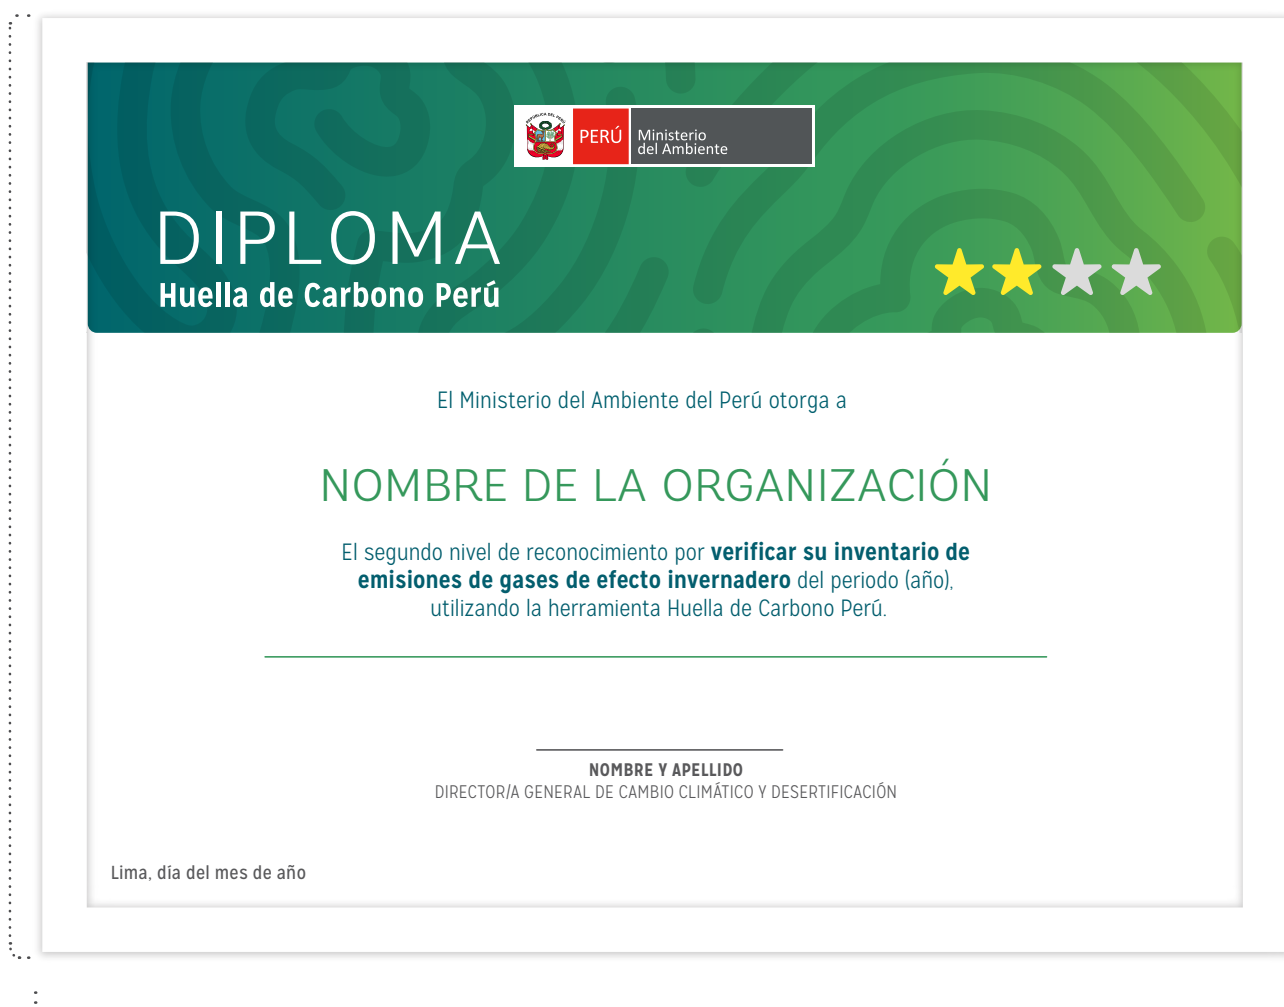 REPÚBLICA DEL PERÚ
PERÚ
Ministerio
del Ambiente
DIPLOMA
Huella de Carbono Perú
El Ministerio del Ambiente del Perú otorga a
NOMBRE DE LA ORGANIZACIÓN
El segundo nivel de reconocimiento por verificar su inventario de
emisiones de gases de efecto invernadero del periodo (año),
utilizando la herramienta Huella de Carbono Perú.
NOMBRE Y APELLIDO
DIRECTOR/A GENERAL DE CAMBIO CLIMÁTICO Y DESERTIFICACIÓN
Lima, día del mes de año